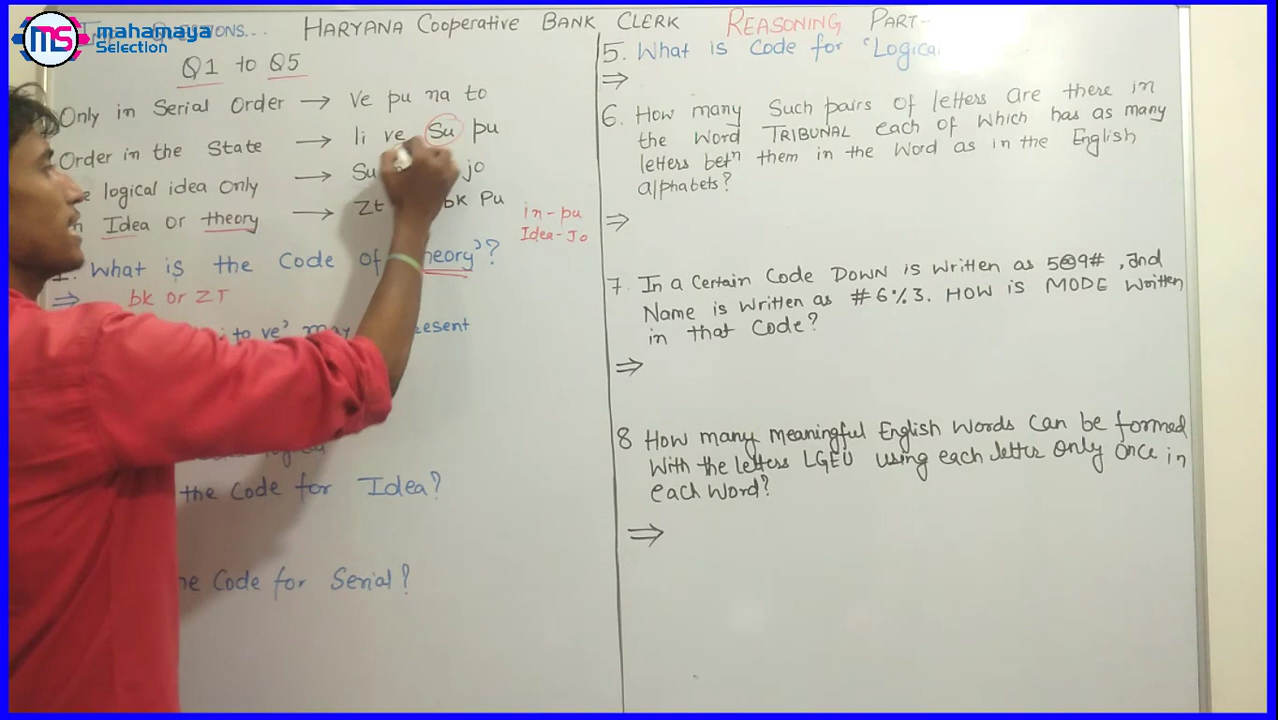 mahamaya
Selection
MS
HARYANA COOPERATIVE BANK CLERK REASONING PART-
Q1 to Q5
Only in Serial Order → ve pu na to
Order in the State → li ve Su pu
logical idea Only → Su jo
Idea or theory → Zt bk Pu
in - pu
Idea - Jo
What is the Code of heory'?
⇒ bk or ZT
to ve' may esent
the Code for Idea?
Code for Serial?
5. What is Code for 'Logica
⇒
6. How many Such pairs of letters are there in
the Word TRIBUNAL each of which has as many
letters betn them in the Word as in the English
alphabets?
⇒
7. In a Certain Code DOWN is written as 5@9# , and
Name is written as #6%3. HOW is MODE written
in that Code?
⇒
8 How many meaningful English Words Can be formed
with the letters LGEU using each letter Only Once in
each Word?
⇒